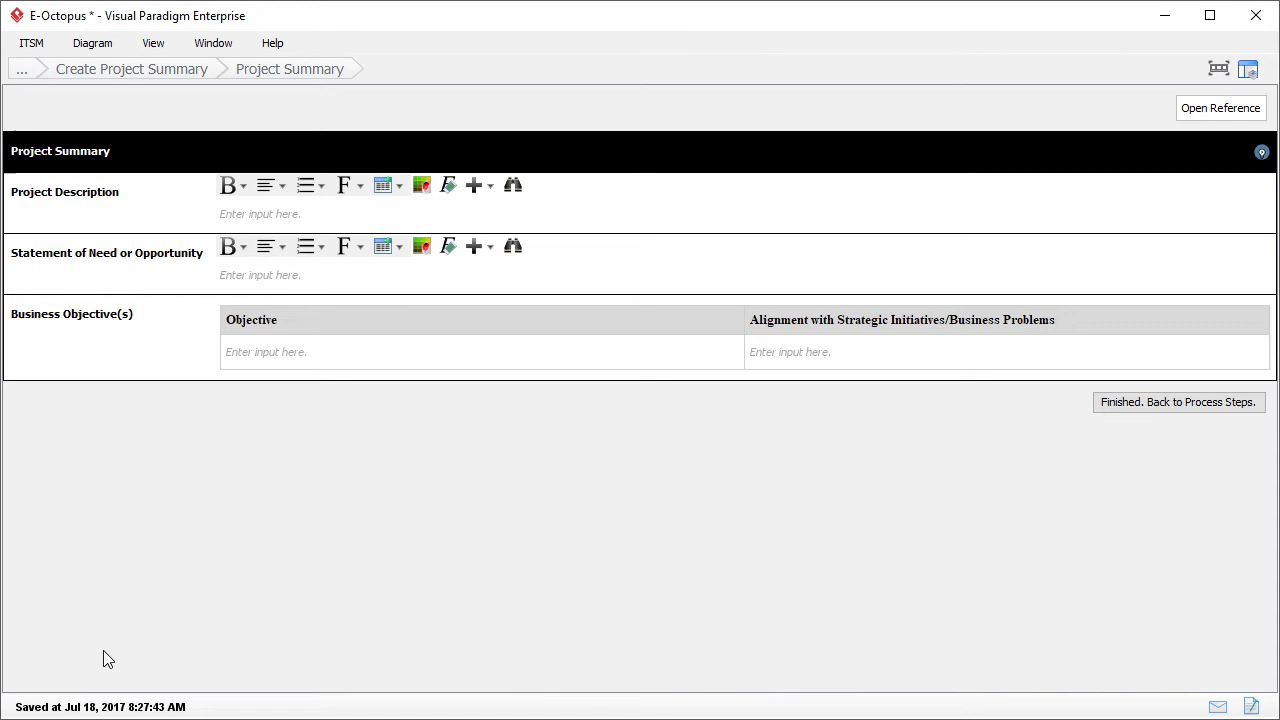 E-Octopus * - Visual Paradigm Enterprise
ITSM Diagram View Window Help
... Create Project Summary Project Summary
Open Reference
Project Summary
Project Description
B F F
Enter input here.
Statement of Need or Opportunity
B F F
Enter input here.
Business Objective(s)
Objective Alignment with Strategic Initiatives/Business Problems
Enter input here. Enter input here.
Finished. Back to Process Steps.
Saved at Jul 18, 2017 8:27:43 AM